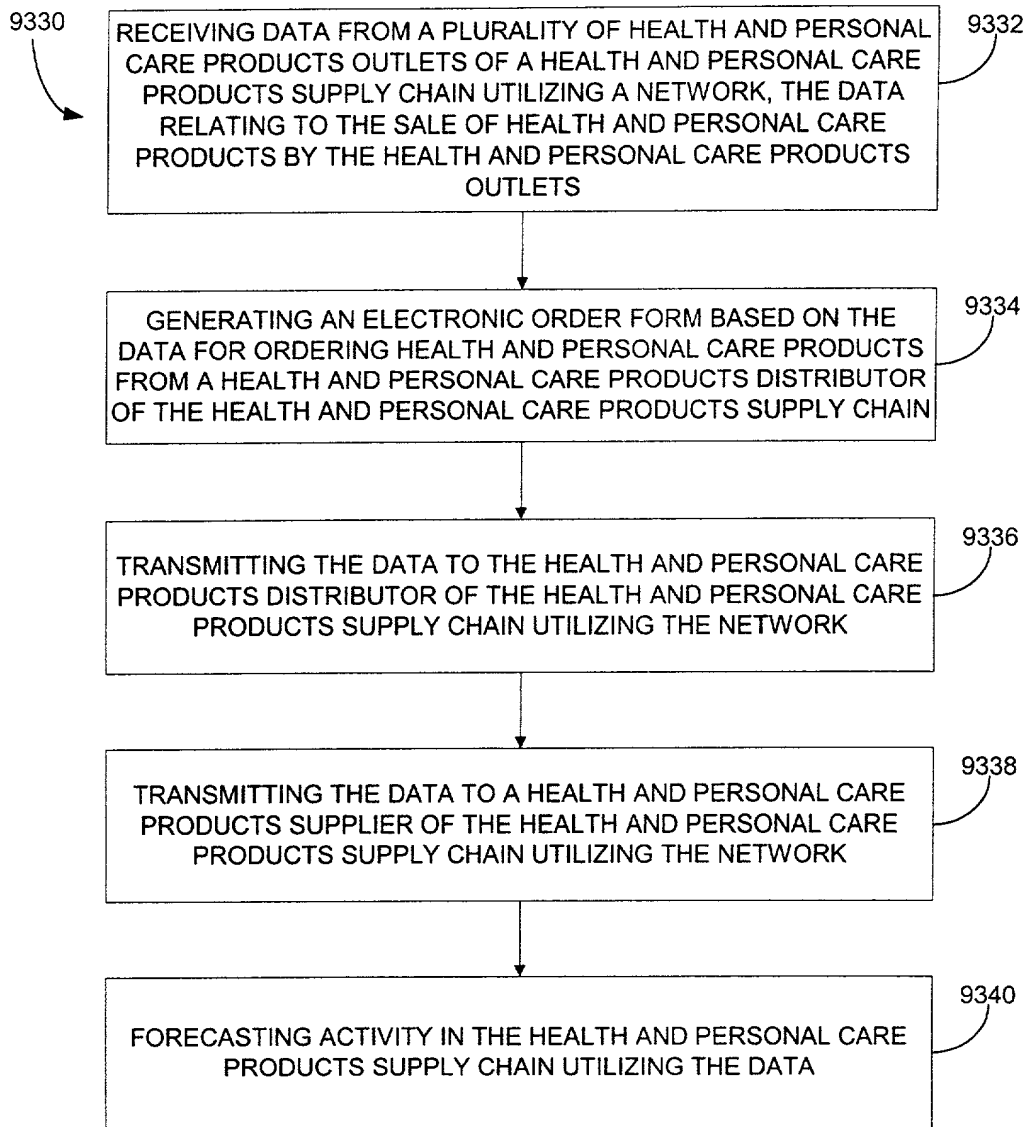 9330
RECEIVING DATA FROM A PLURALITY OF HEALTH AND PERSONAL
CARE PRODUCTS OUTLETS OF A HEALTH AND PERSONAL CARE
PRODUCTS SUPPLY CHAIN UTILIZING A NETWORK, THE DATA
RELATING TO THE SALE OF HEALTH AND PERSONAL CARE
PRODUCTS BY THE HEALTH AND PERSONAL CARE PRODUCTS
OUTLETS
9332
GENERATING AN ELECTRONIC ORDER FORM BASED ON THE
DATA FOR ORDERING HEALTH AND PERSONAL CARE PRODUCTS
FROM A HEALTH AND PERSONAL CARE PRODUCTS DISTRIBUTOR
OF THE HEALTH AND PERSONAL CARE PRODUCTS SUPPLY CHAIN
9334
TRANSMITTING THE DATA TO THE HEALTH AND PERSONAL CARE
PRODUCTS DISTRIBUTOR OF THE HEALTH AND PERSONAL CARE
PRODUCTS SUPPLY CHAIN UTILIZING THE NETWORK
9336
TRANSMITTING THE DATA TO A HEALTH AND PERSONAL CARE
PRODUCTS SUPPLIER OF THE HEALTH AND PERSONAL CARE
PRODUCTS SUPPLY CHAIN UTILIZING THE NETWORK
9338
FORECASTING ACTIVITY IN THE HEALTH AND PERSONAL CARE
PRODUCTS SUPPLY CHAIN UTILIZING THE DATA
9340